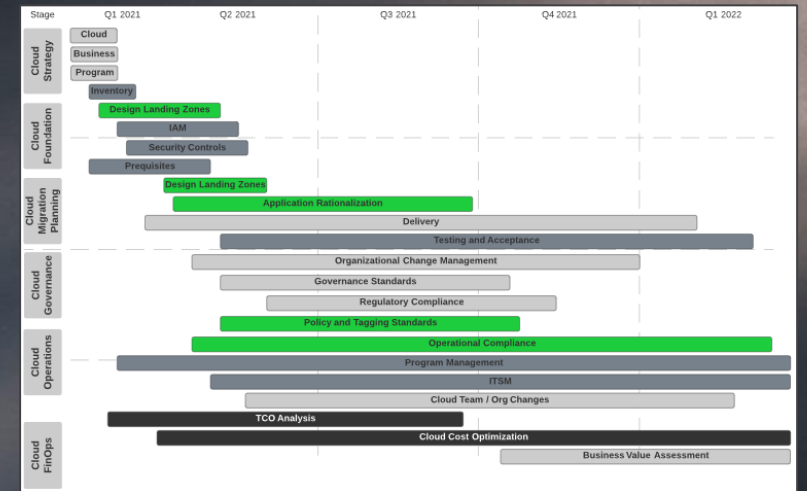 Stage Q1 2021 Q2 2021 Q3 2021 Q4 2021 Q1 2022
Cloud
Strategy
Cloud
Business
Program
Inventory
Cloud
Foundation
Design Landing Zones
IAM
Security Controls
Prequisites
Cloud
Migration
Planning
Design Landing Zones
Application Rationalization
Delivery
Testing and Acceptance
Cloud
Governance
Organizational Change Management
Governance Standards
Regulatory Compliance
Policy and Tagging Standards
Cloud
Operations
Operational Compliance
Program Management
ITSM
Cloud Team / Org Changes
Cloud
FinOps
TCO Analysis
Cloud Cost Optimization
Business Value Assessment